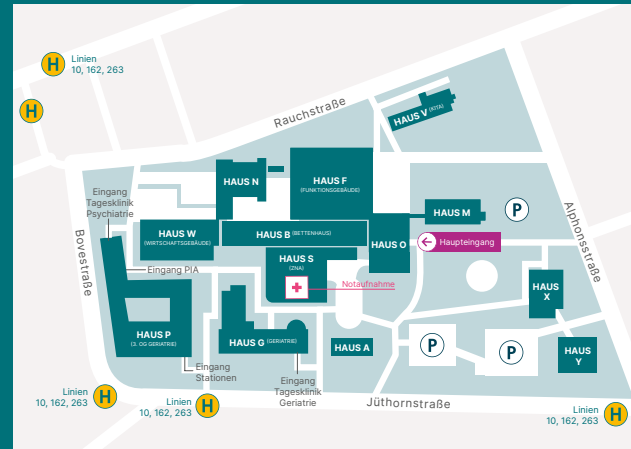 H
Linien
10, 162, 263
H
Rauchstraße
HAUS V (KITA)
HAUS N
HAUS F
(FUNKTIONSGEBÄUDE)
Eingang
Tagesklinik
Psychiatrie
HAUS M
P
Alphonsstraße
Bovestraße
HAUS W
(WIRTSCHAFTSGEBÄUDE)
HAUS B (BETTENHAUS)
HAUS O
Haupteingang
HAUS S
(ZNA)
Eingang PIA
Notaufnahme
HAUS
X
HAUS P
(3. OG GERIATRIE)
HAUS G (GERIATRIE)
HAUS A
P
P
HAUS
Y
Eingang
Stationen
Eingang
Tagesklinik
Geriatrie
Linien
10, 162, 263
H
Linien
10, 162, 263
H
Jüthornstraße
Linien
10, 162, 263
H